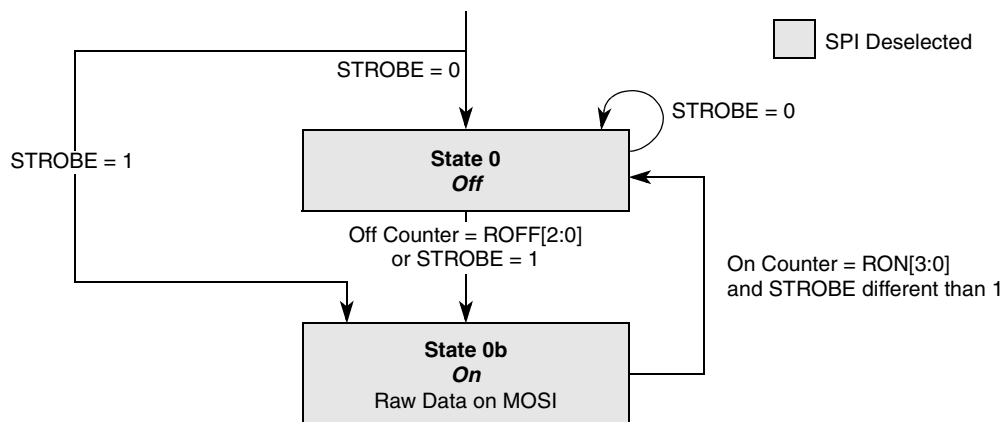 SPI Deselected
STROBE = 0
STROBE = 0
STROBE = 1
State 0
Off
Off Counter = ROFF[2:0]
or STROBE = 1
On Counter = RON[3:0]
and STROBE different than 1
State 0b
On
Raw Data on MOSI